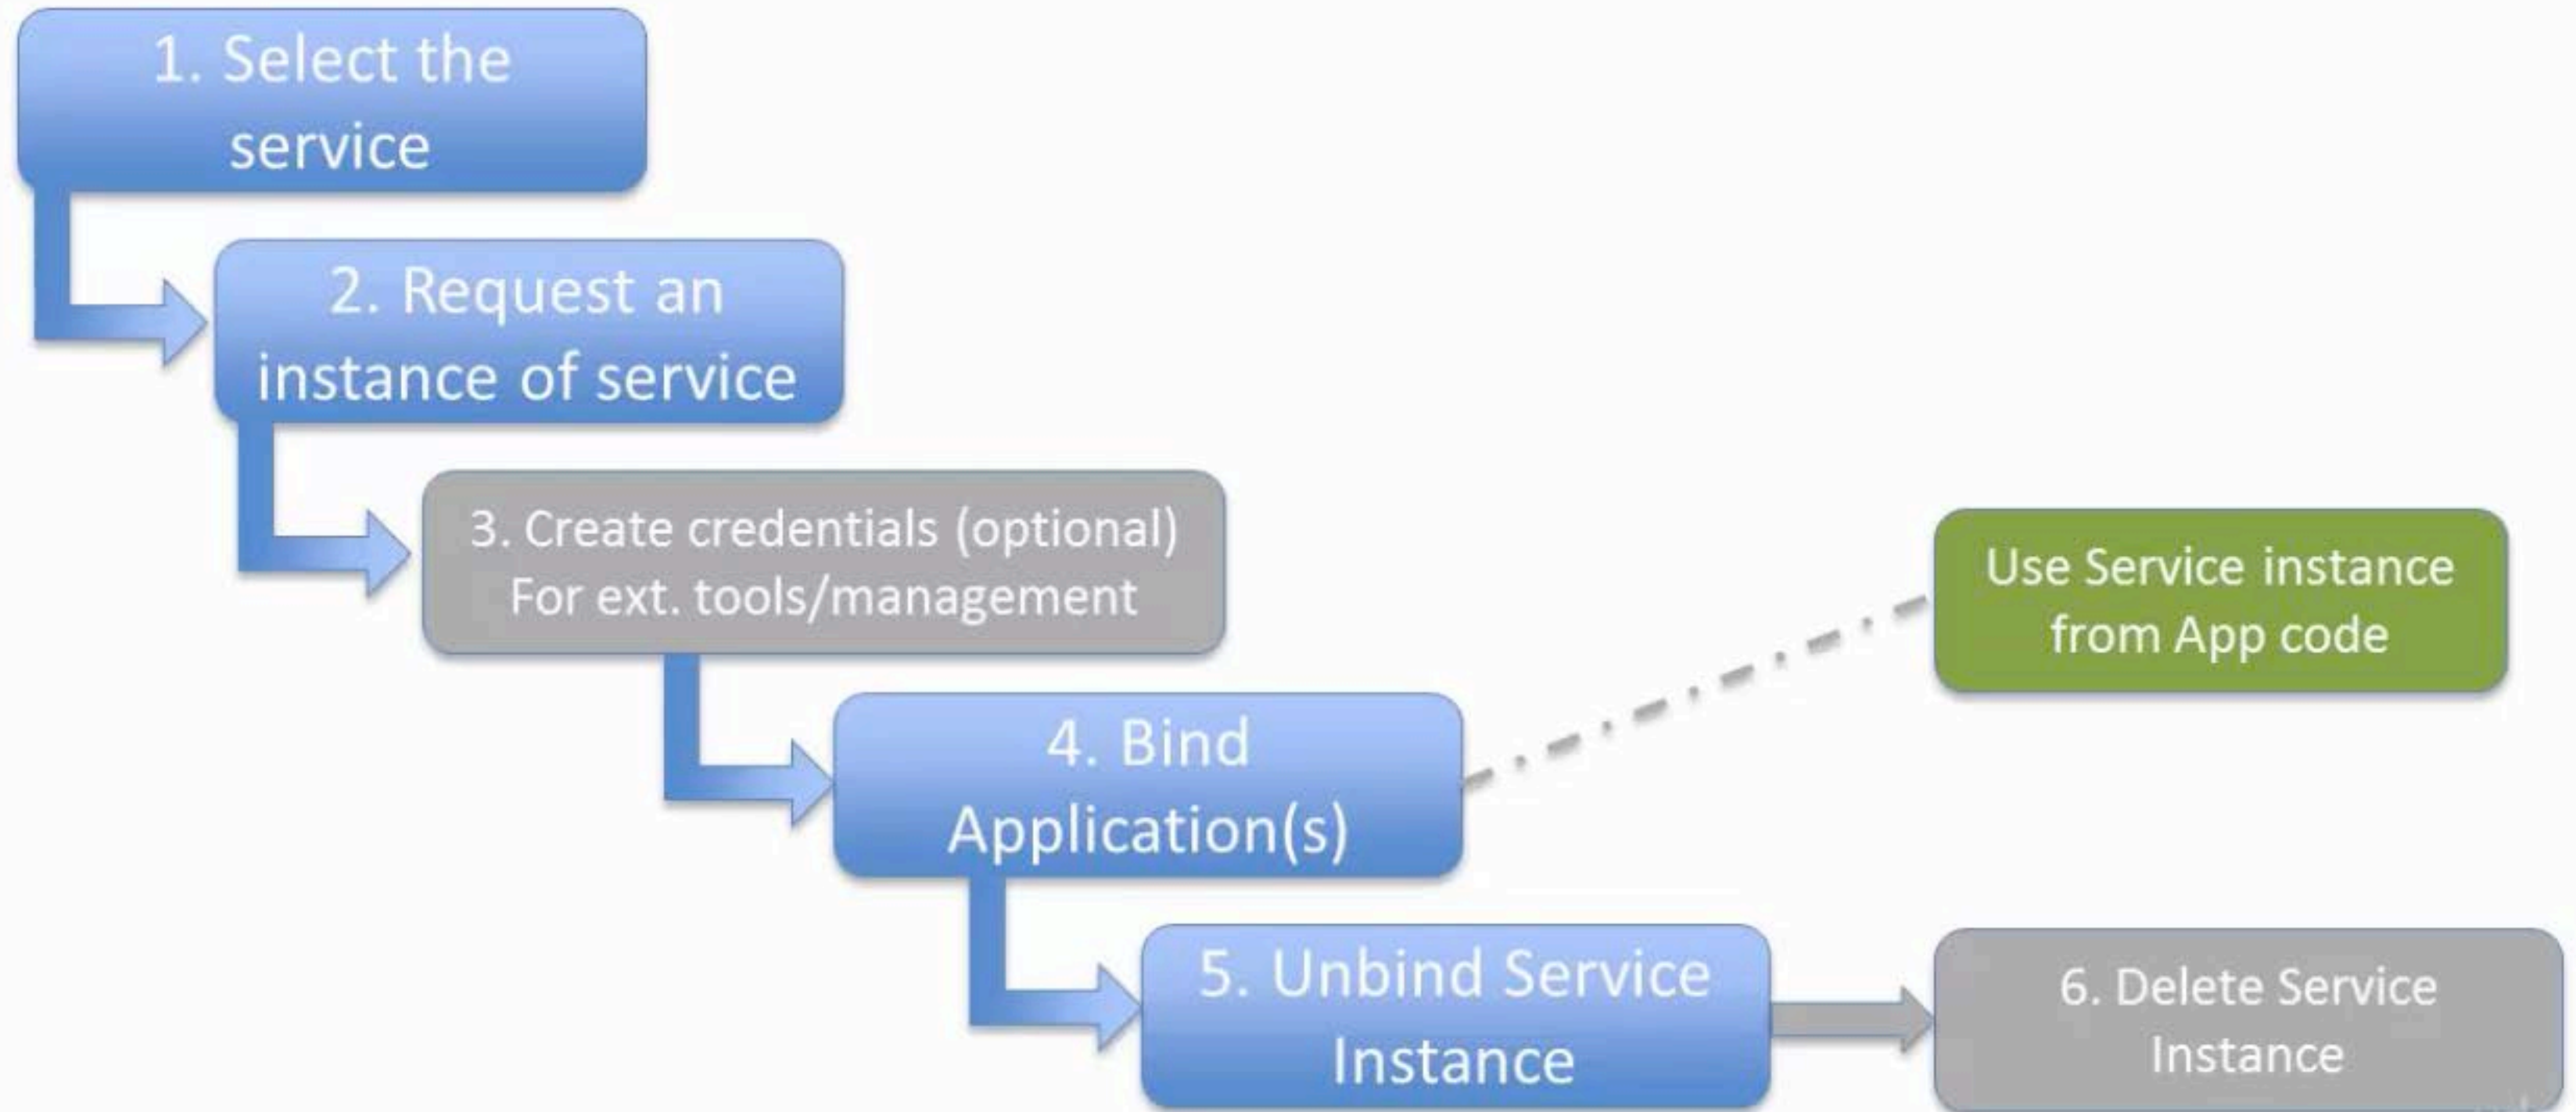 1. Select the
service
2. Request an
instance of service
3. Create credentials (optional)
For ext. tools/management
Use Service instance
from App code
4. Bind
Application(s)
5. Unbind Service
Instance
6. Delete Service
Instance